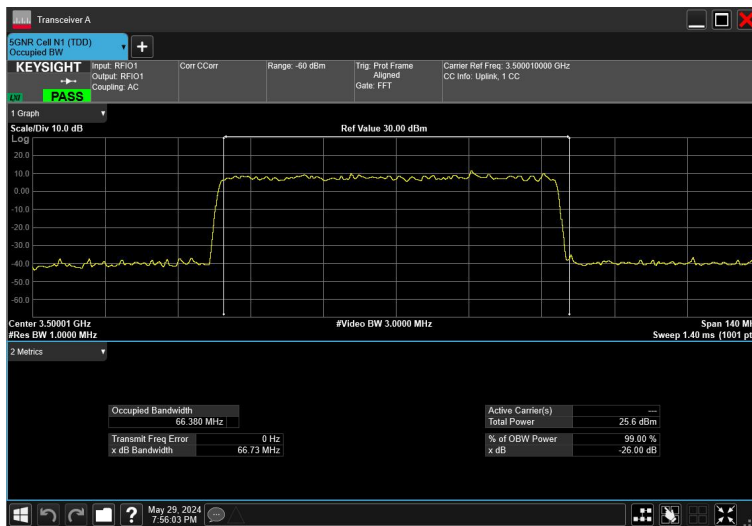 Transceiver A
5GNR Cell N1 (TDD)
Occupied BW
KEYSIGHT
LXI
PASS
Input: RFIO1
Output: RFIO1
Coupling: AC
Corr CCorr
Range: -60 dBm
Trig: Prot Frame
Aligned
Gate: FFT
Carrier Ref Freq: 3.500010000 GHz
CC Info: Uplink, 1 CC
1 Graph
Scale/Div 10.0 dB
Ref Value 30.00 dBm
Log
20.0
10.0
0.00
-10.0
-20.0
-30.0
-40.0
-50.0
-60.0
Center 3.50001 GHz
#Video BW 3.0000 MHz
Span 140 MH
#Res BW 1.0000 MHz
Sweep 1.40 ms (1001 pt
2 Metrics
Occupied Bandwidth
66.380 MHz
Transmit Freq Error 0 Hz
x dB Bandwidth 66.73 MHz
Active Carrier(s) ---
Total Power 25.6 dBm
% of OBW Power 99.00 %
x dB -26.00 dB
?
May 29, 2024
7:56:03 PM